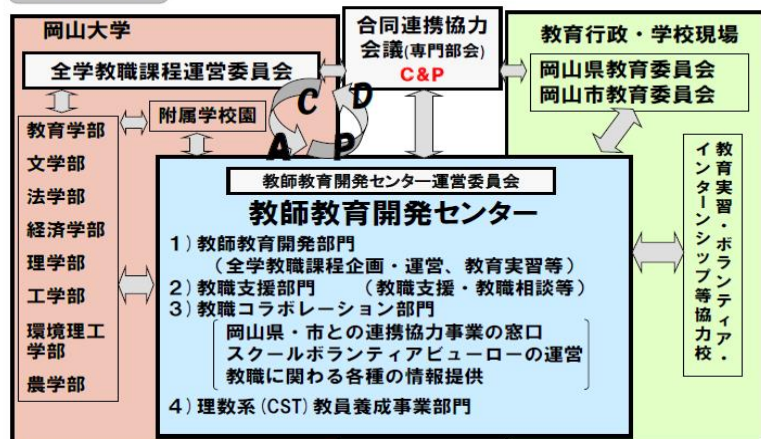 岡山大学
全学教職課程運営委員会
合同連携協力
会議(専門部会)
C&P
教育行政・学校現場
岡山県教育委員会
岡山市教育委員会
附属学校園
C
D
A
P
教育学部
文学部
法学部
経済学部
理学部
工学部
環境理工
学部
農学部
教師教育開発センター運営委員会
教師教育開発センター
1)教師教育開発部門
(全学教職課程企画・運営、教育実習等)
2)教職支援部門 (教職支援・教職相談等)
3)教職コラボレーション部門
岡山県・市との連携協力事業の窓口
スクールボランティアビューローの運営
教職に関わる各種の情報提供
4)理数系(CST)教員養成事業部門
教育実習・ボランティア・
インターンシップ等協力校